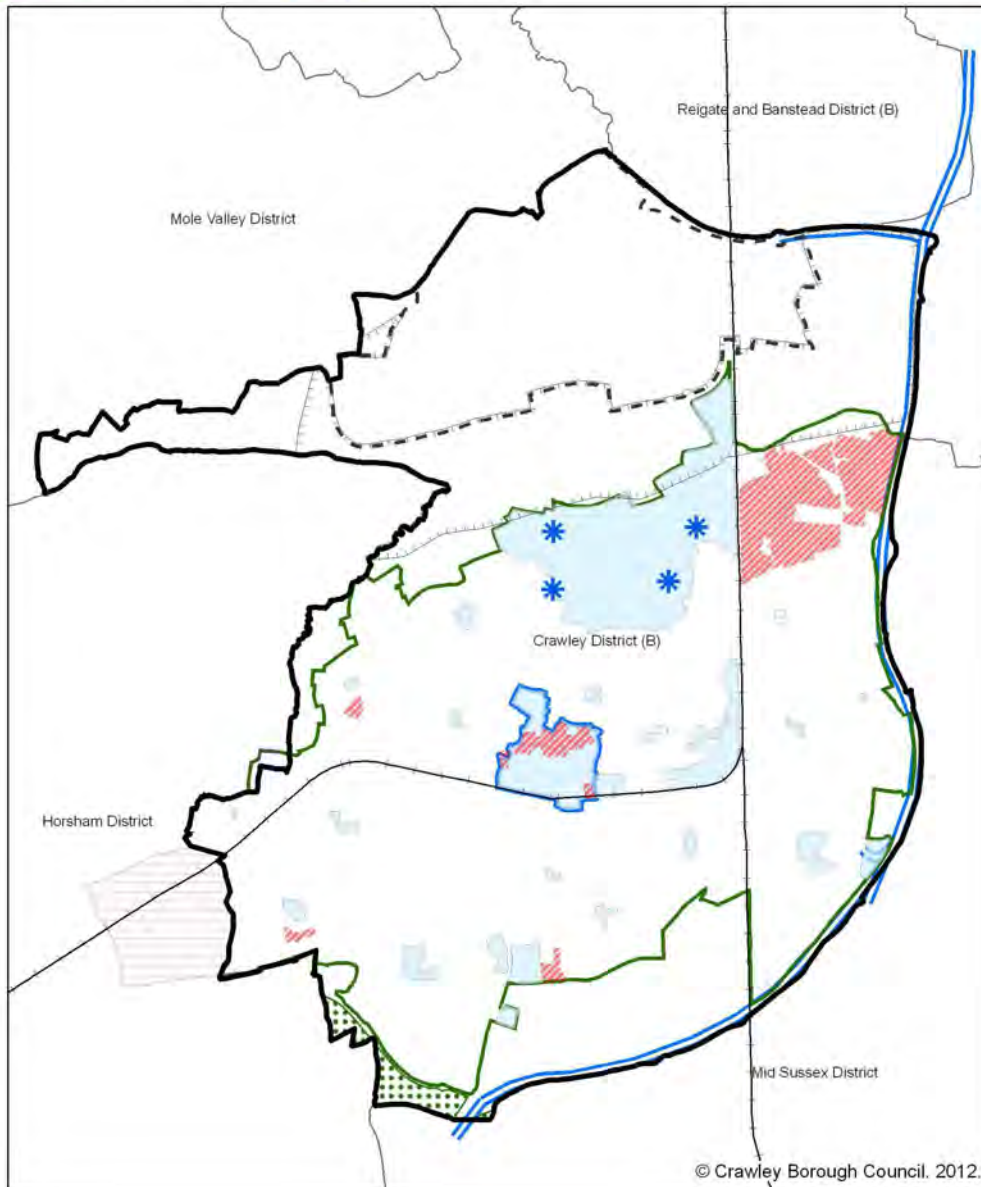 Reigate and Banstead District (B)
Mole Valley District
Crawley District (B)
Horsham District
Mid Sussex District
© Crawley Borough Council. 2012.